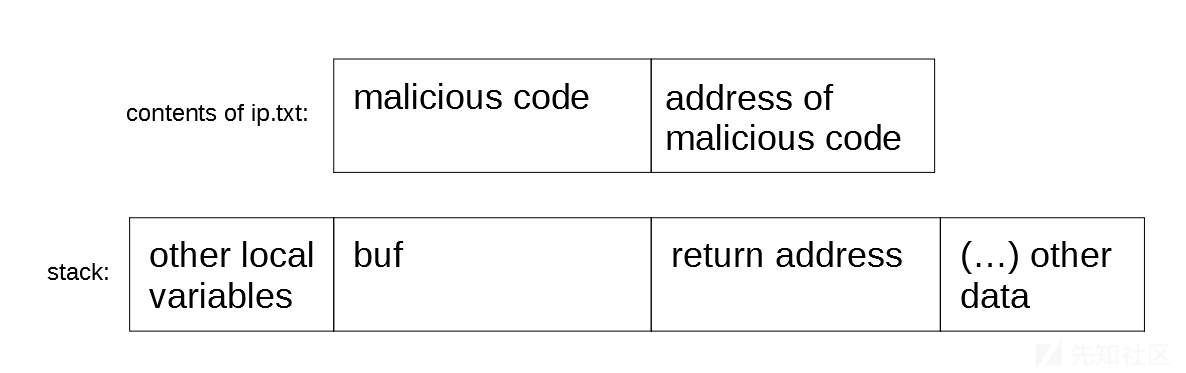 contents of ip.txt:
malicious code
address of
malicious code
stack:
other local
variables
buf
return address
(...) other
data
先知社区